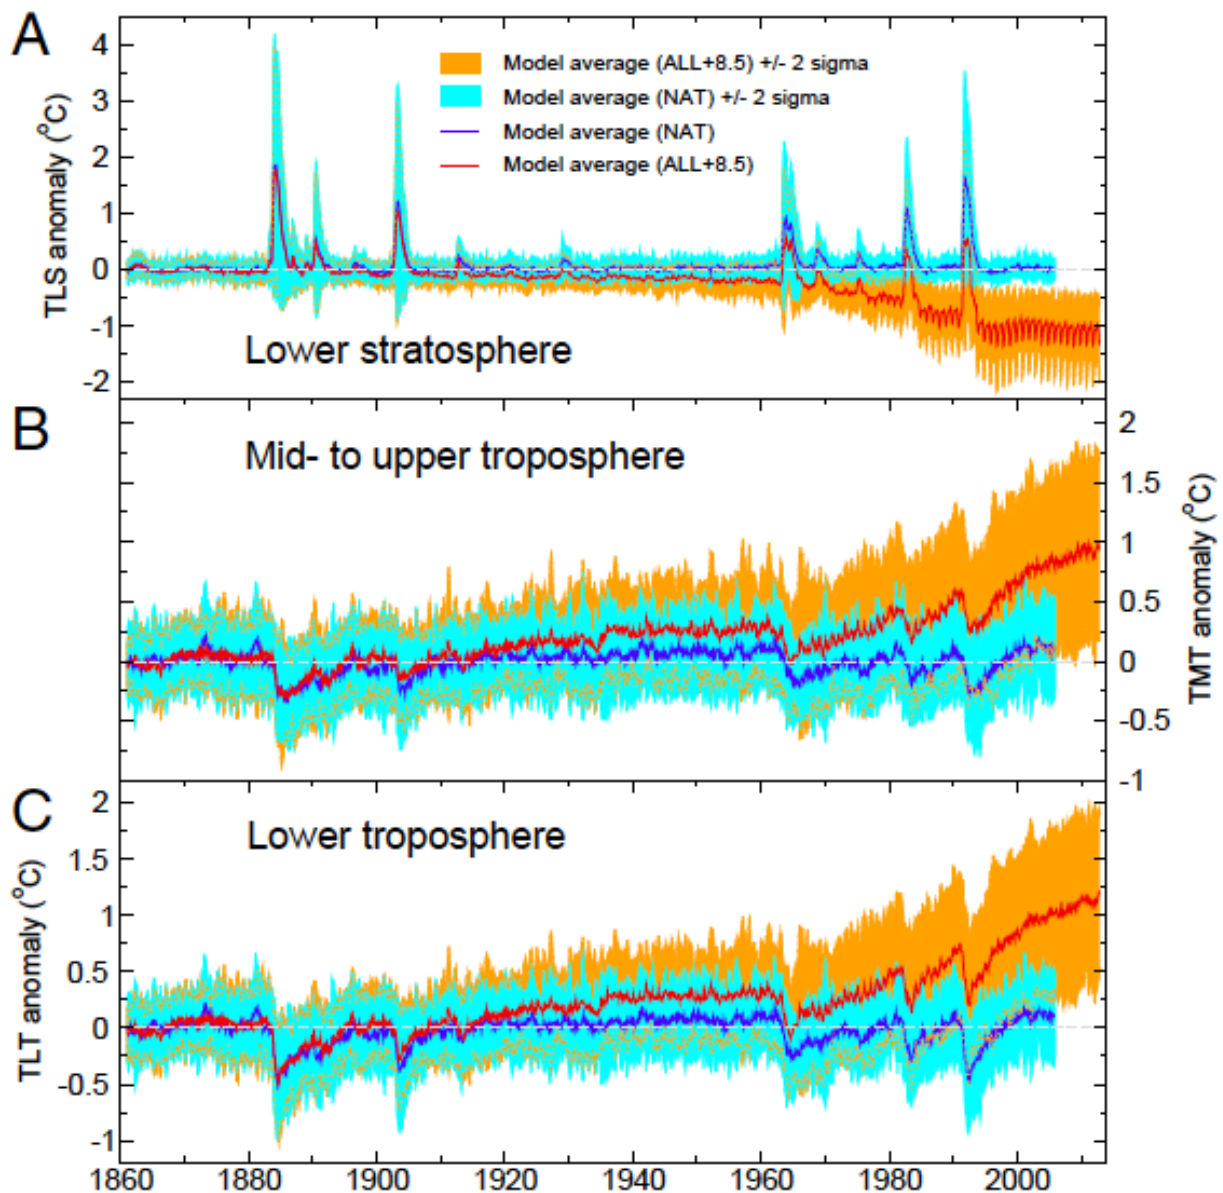 A
Model average (ALL+8.5) +/- 2 sigma
Model average (NAT) +/- 2 sigma
Model average (NAT)
Model average (ALL+8.5)
4
3
2
1
0
-1
-2
TLS anomaly (°C)
Lower stratosphere
B
Mid- to upper troposphere
2
1.5
1
0.5
0
-0.5
-1
TMT anomaly (°C)
C
Lower troposphere
2
1.5
1
0.5
0
-0.5
-1
TLT anomaly (°C)
1860 1880 1900 1920 1940 1960 1980 2000